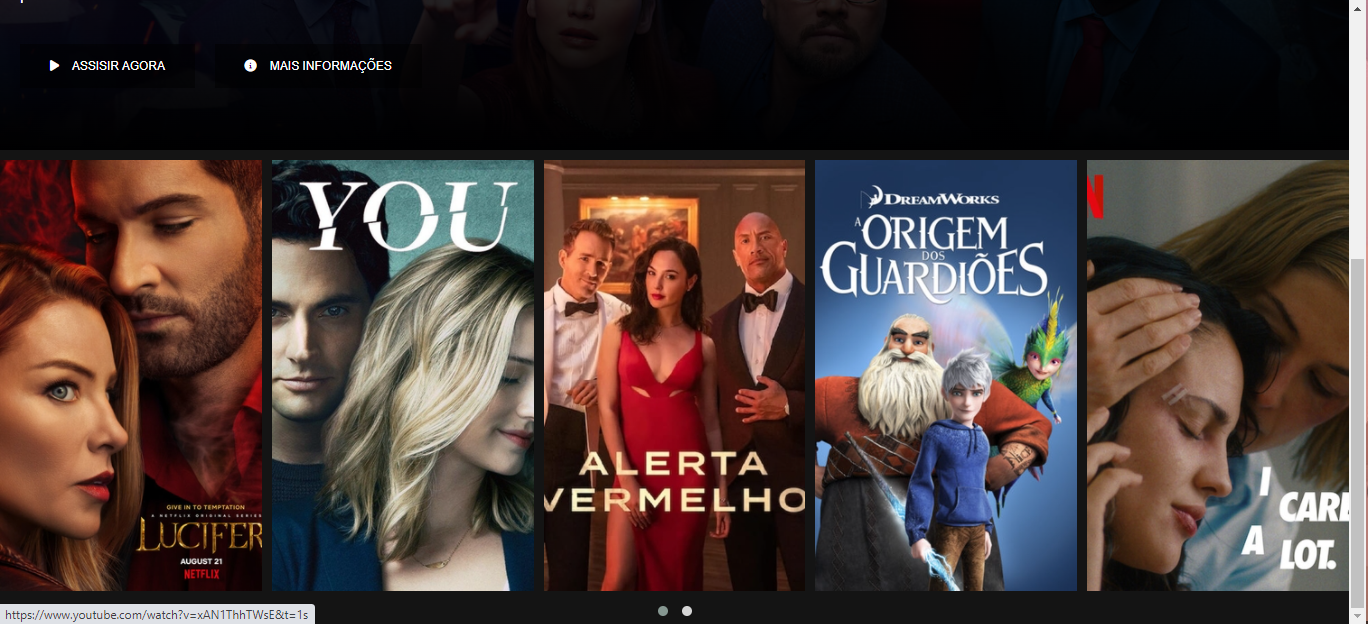 ASSISIR AGORA
MAIS INFORMAÇÕES
GIVE IN TO TEMPTATION
A NETFLIX ORIGINAL SERIES
LUCIFER
AUGUST 21
NETFLIX
YOU
ALERTA
VERMELHO
DREAMWORKS
A ORIGEM
DOS
GUARDIÕES
N
I CARE
A LOT.
https://www.youtube.com/watch?v=xAN1ThhTWsE&t=1s